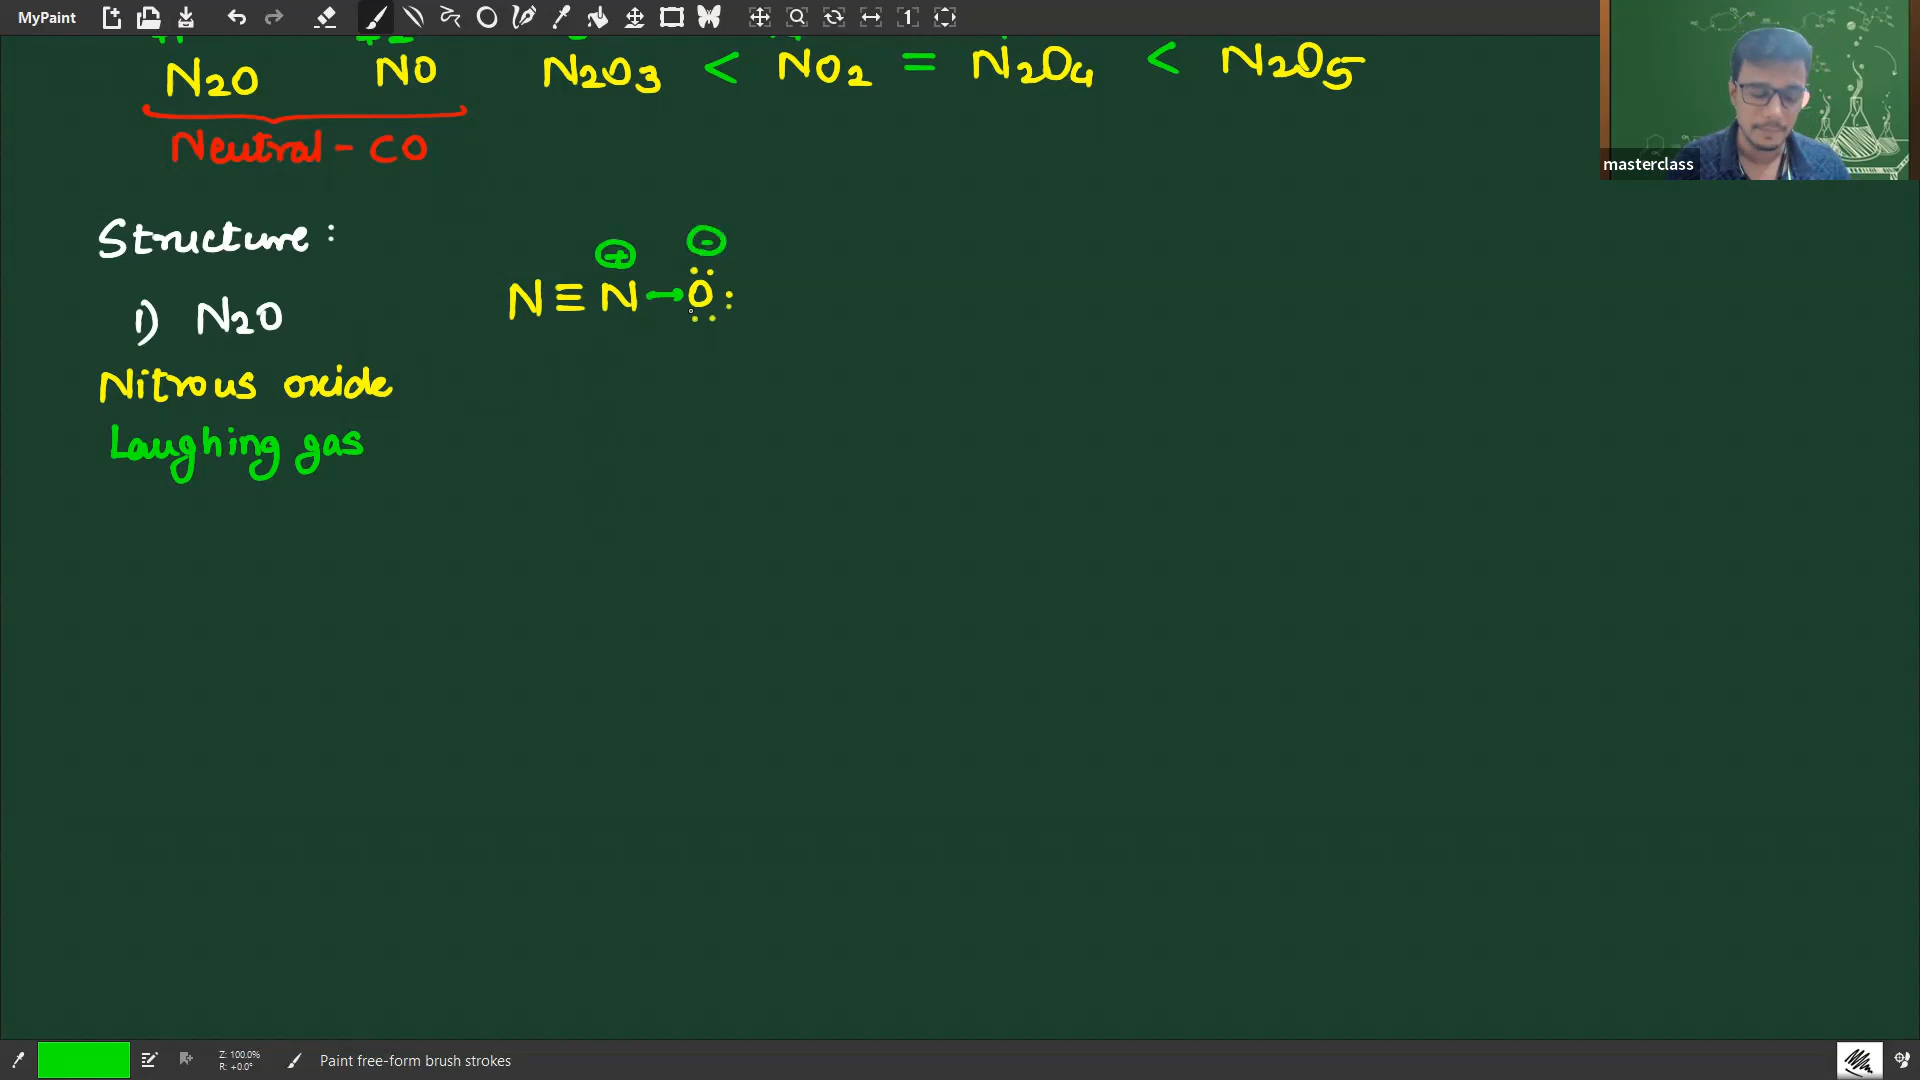 MyPaint
N2O NO N2O3 < NO2 = N2O4 < N2O5
Neutral - CO
masterclass
Structure :
⊕ ⊖
N≡N→O
1) N2O
Nitrous oxide
Laughing gas
Z: 100.0%
R: +0.0°
Paint free-form brush strokes